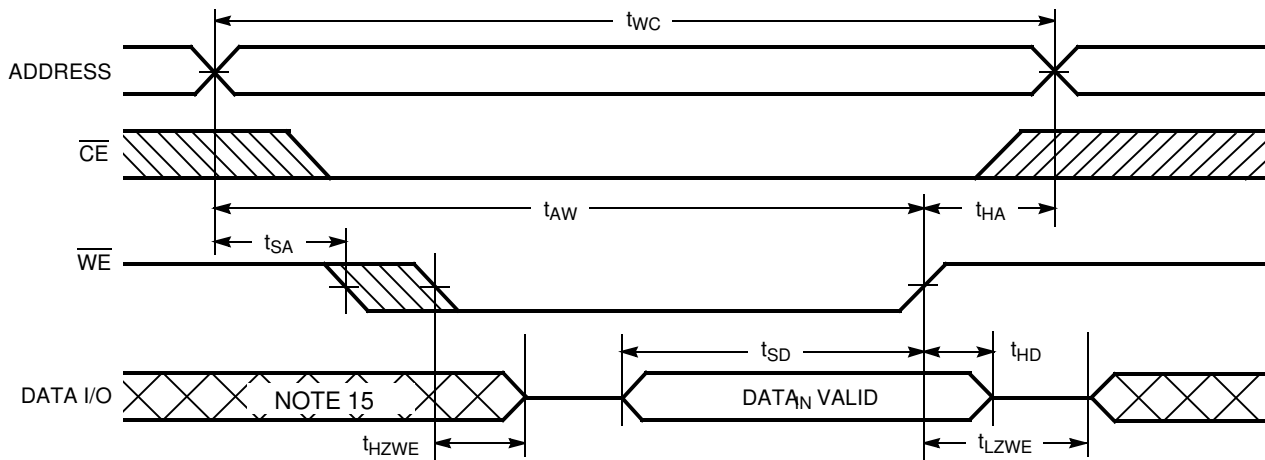 tWC
ADDRESS
CE
tAW
tHA
tSA
WE
tSD
tHD
DATA I/O
NOTE 15
DATAIN VALID
tHZWE
tLZWE